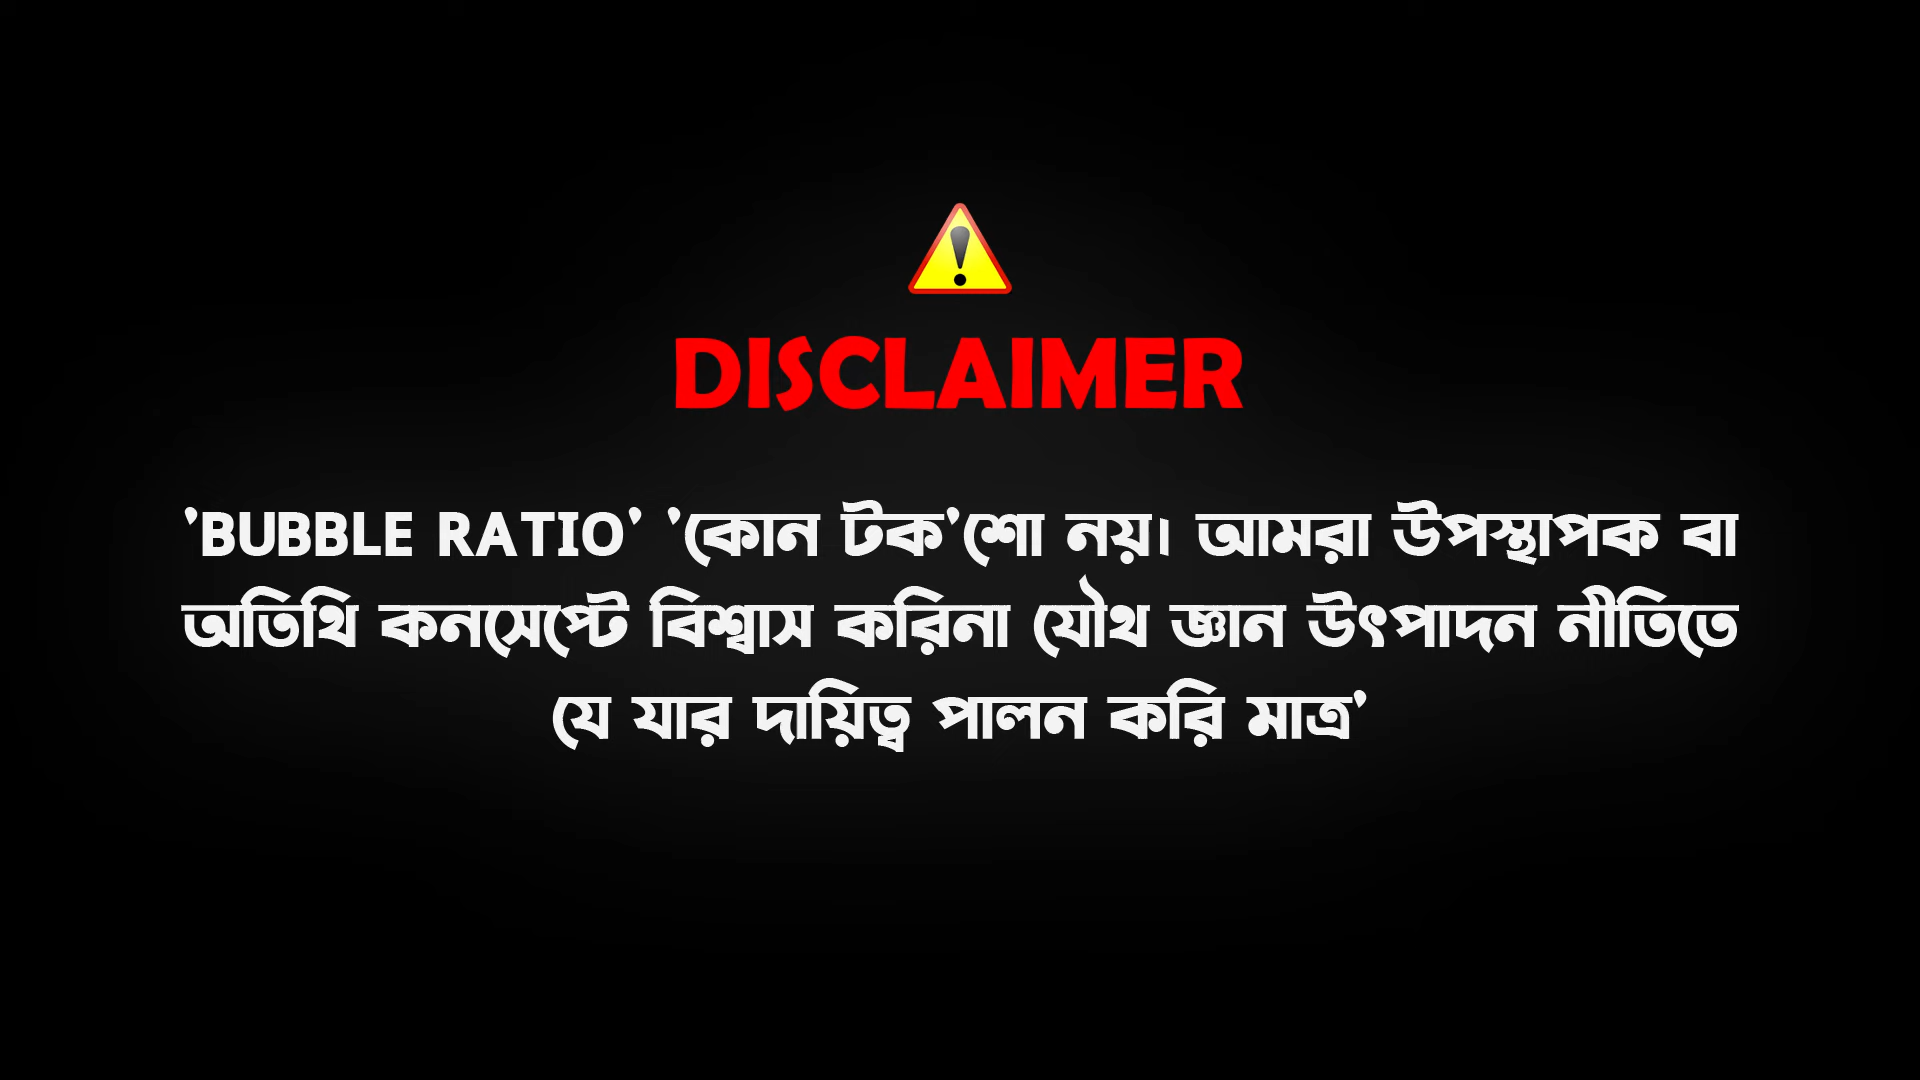 DISCLAIMER
'BUBBLE RATIO' 'কোন টক'শো নয়। আমরা উপস্থাপক বা
অতিথি কনসেপ্টে বিশ্বাস করিনা যৌথ জ্ঞান উৎপাদন নীতিতে
যে যার দায়িত্ব পালন করি মাত্র'